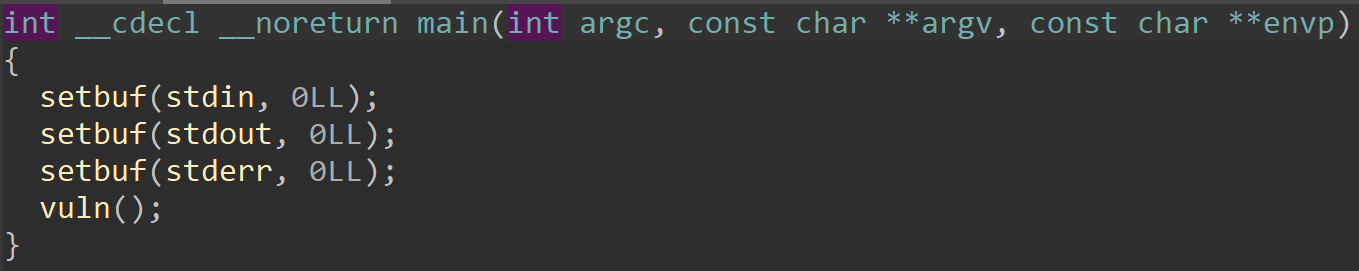 int __cdecl __noreturn main(int argc, const char **argv, const char **envp)
{
  setbuf(stdin, 0LL);
  setbuf(stdout, 0LL);
  setbuf(stderr, 0LL);
  vuln();
}